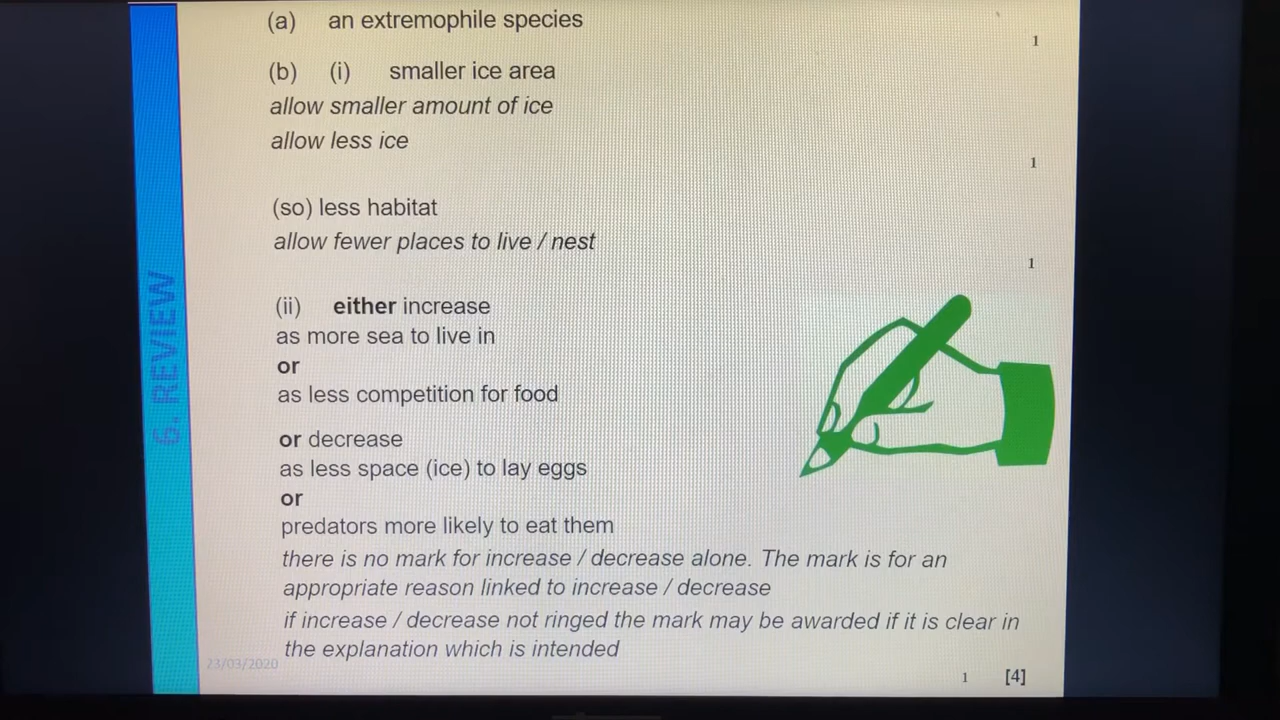 (a) an extremophile species
1
(b) (i) smaller ice area
allow smaller amount of ice
allow less ice
1
(so) less habitat
allow fewer places to live / nest
1
(ii) either increase
as more sea to live in
or
as less competition for food
or decrease
as less space (ice) to lay eggs
or
predators more likely to eat them
there is no mark for increase / decrease alone. The mark is for an
appropriate reason linked to increase / decrease
if increase / decrease not ringed the mark may be awarded if it is clear in
the explanation which is intended
1 [4]
6. REVIEW
23/03/2020